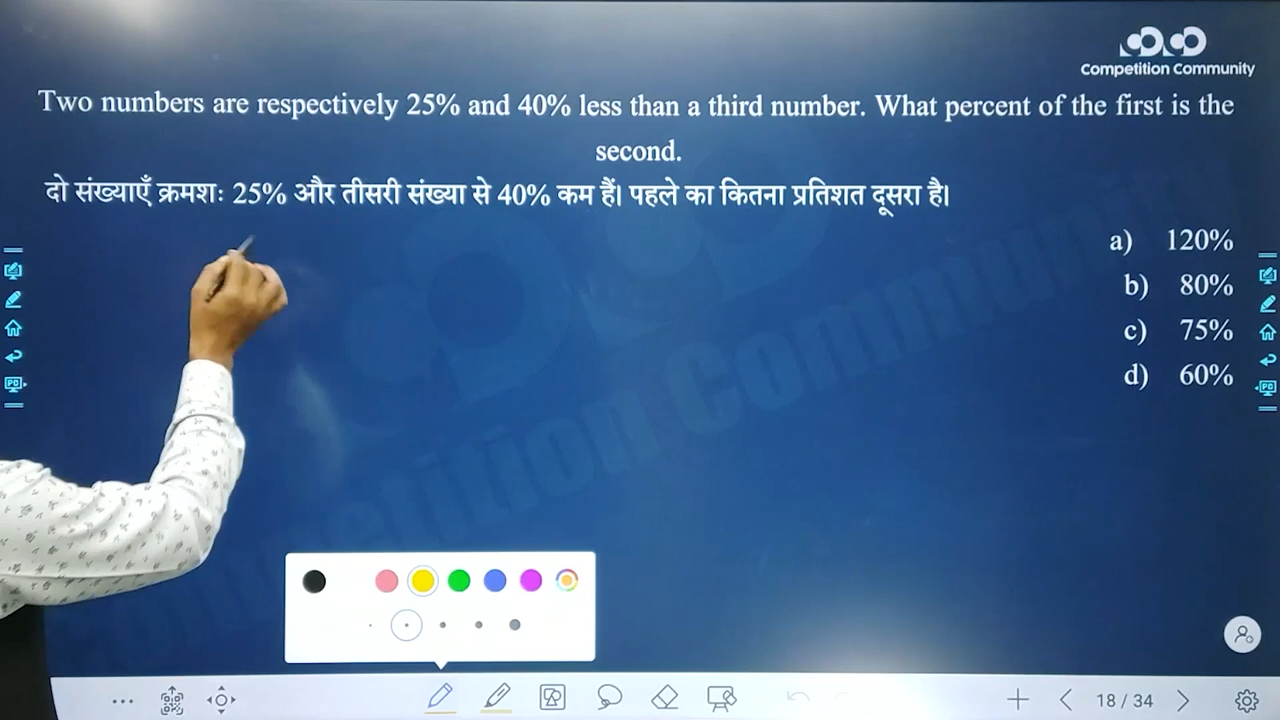 Competition Community
Two numbers are respectively 25% and 40% less than a third number. What percent of the first is the
second.
दो संख्याएँ क्रमशः 25% और तीसरी संख्या से 40% कम हैं। पहले का कितना प्रतिशत दूसरा है।
a) 120%
b) 80%
c) 75%
d) 60%
Competition Community
18 / 34